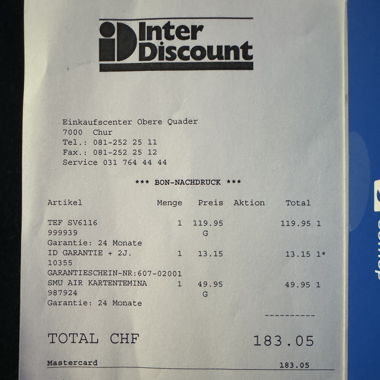 iD Inter
Discount
Einkaufscenter Obere Quader
7000 Chur
Tel.: 081-252 25 11
Fax.: 081-252 25 12
Service 031 764 44 44
*** BON-NACHDRUCK ***
Artikel Menge Preis Aktion Total
TEF SV6116 1 119.95 119.95 1
999939 G
Garantie: 24 Monate
ID GARANTIE + 2J. 1 13.15 13.15 1*
10355
GARANTIESCHEIN-NR:607-02001
SMU AIR KARTENTEMINA 1 49.95 49.95 1
987924 G
Garantie: 24 Monate
----------
TOTAL CHF 183.05
Mastercard 183.05